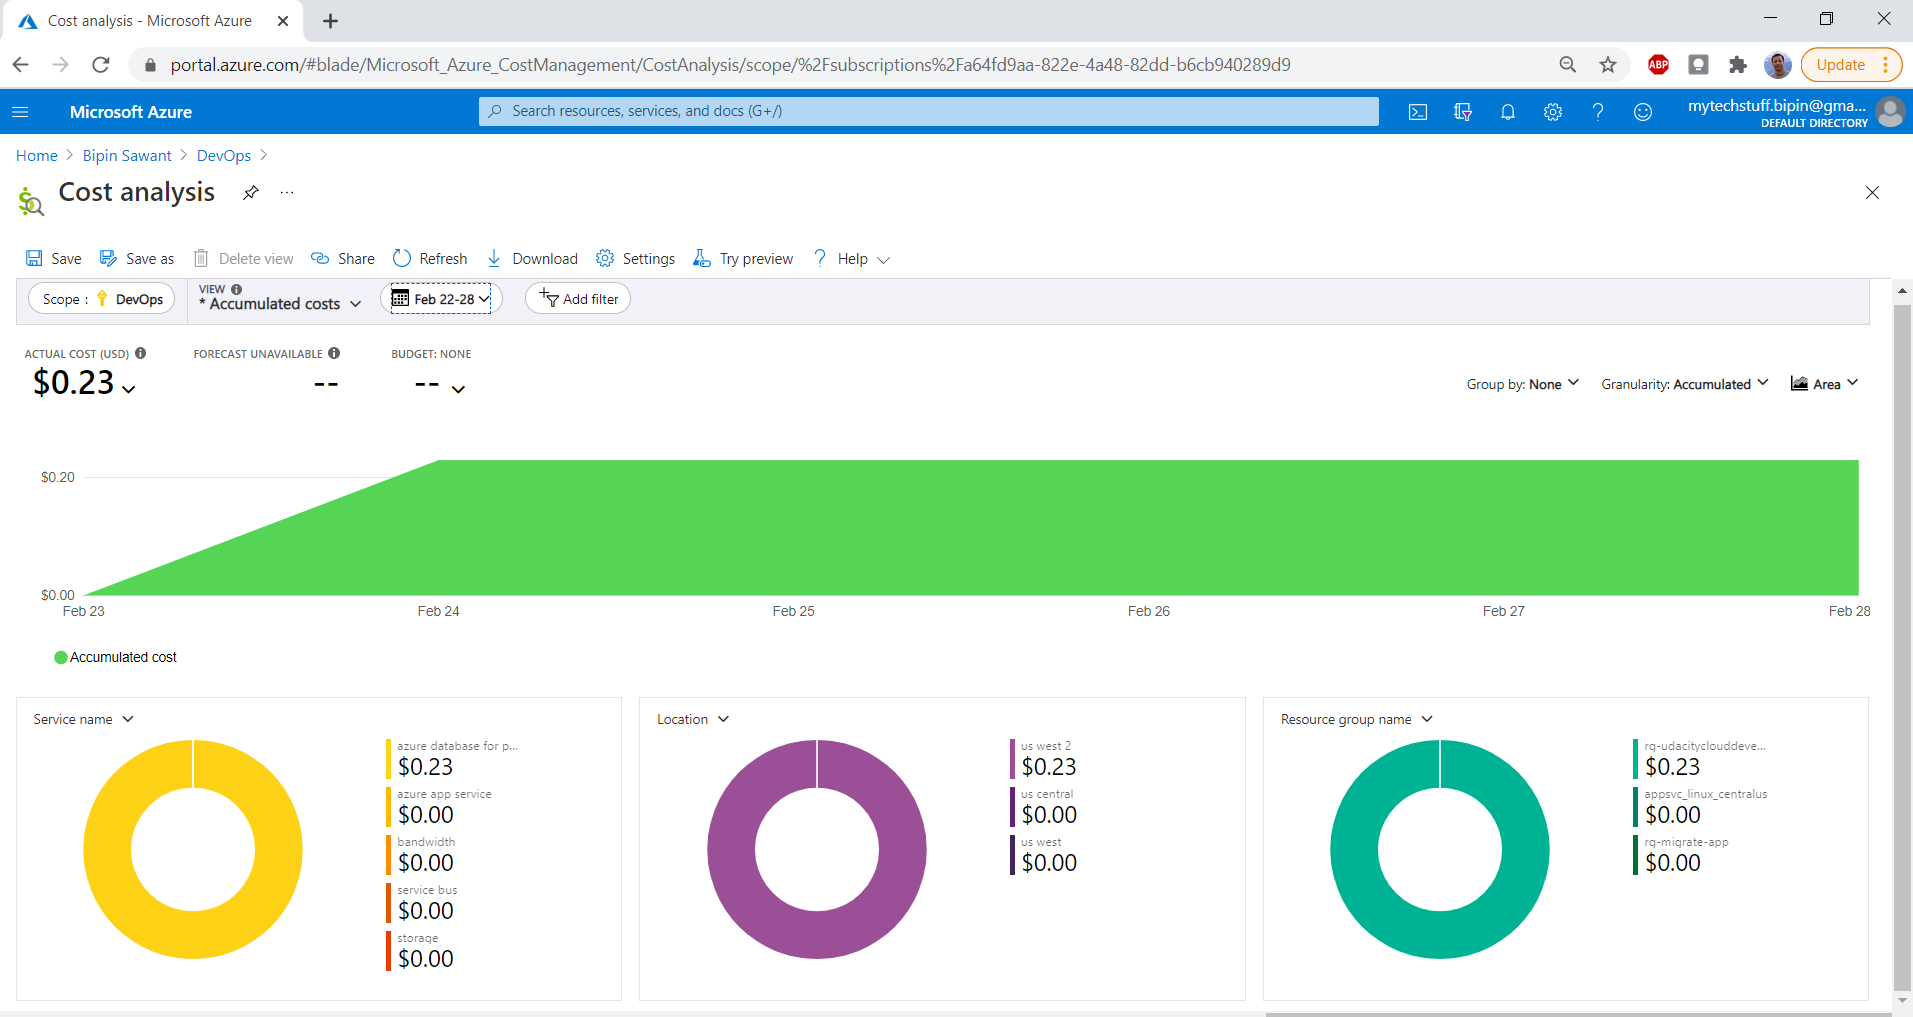 Cost analysis - Microsoft Azure
portal.azure.com/#blade/Microsoft_Azure_CostManagement/CostAnalysis/scope/%2Fsubscriptions%2Fa64fd9aa-822e-4a48-82dd-b6cb940289d9
ABP
Update
Microsoft Azure
Search resources, services, and docs (G+/)
mytechstuff.bipin@gma...
DEFAULT DIRECTORY
Home > Bipin Sawant > DevOps >
Cost analysis ...
Save Save as Delete view Share Refresh Download Settings Try preview ? Help
Scope : DevOps
VIEW
* Accumulated costs
Feb 22-28
Add filter
ACTUAL COST (USD)
$0.23
FORECAST UNAVAILABLE
--
BUDGET: NONE
--
Group by: None Granularity: Accumulated Area
$0.20
$0.00
Feb 23 Feb 24 Feb 25 Feb 26 Feb 27 Feb 28
Accumulated cost
Service name
azure database for p...
$0.23
azure app service
$0.00
bandwidth
$0.00
service bus
$0.00
storage
$0.00
Location
us west 2
$0.23
us central
$0.00
us west
$0.00
Resource group name
rg-udacityclouddeve...
$0.23
appsvc_linux_centralus
$0.00
rg-migrate-app
$0.00